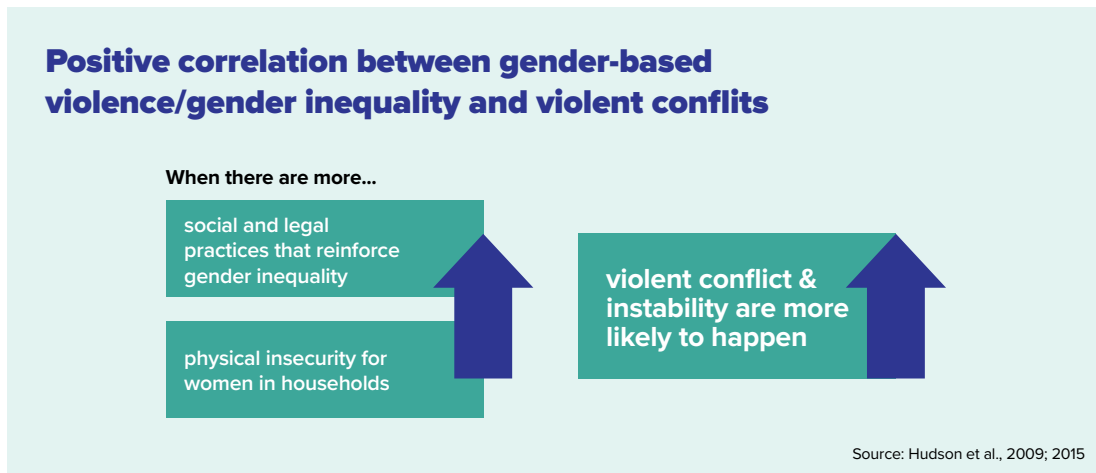 Positive correlation between gender-based
violence/gender inequality and violent conflits
When there are more...
social and legal
practices that reinforce
gender inequality
physical insecurity for
women in households
violent conflict &
instability are more
likely to happen
Source: Hudson et al., 2009; 2015